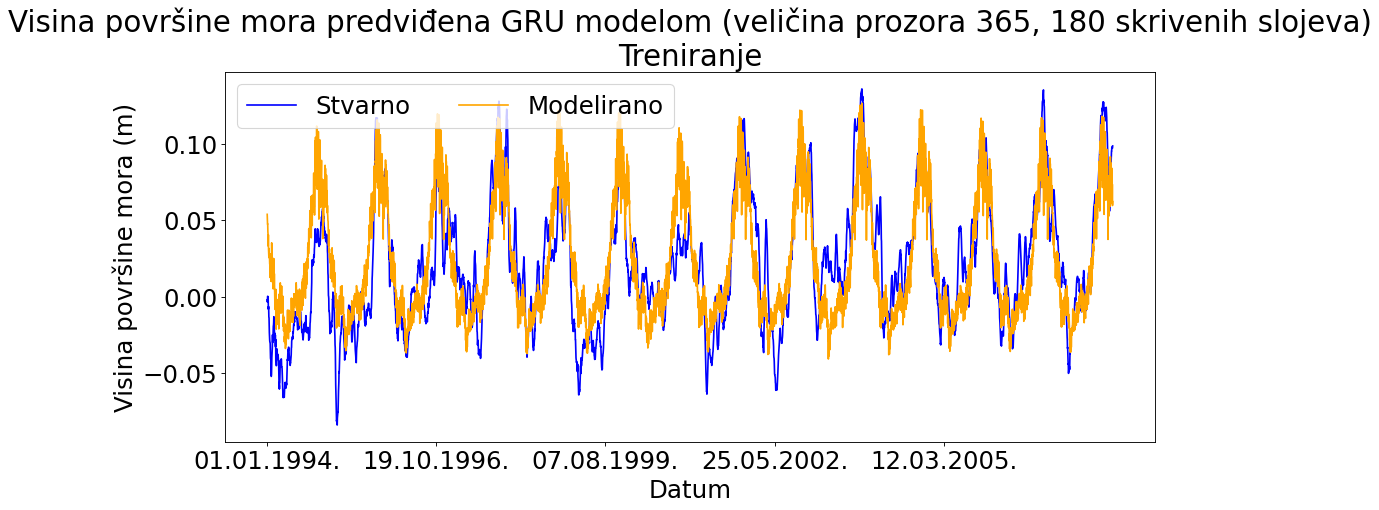 Visina površine mora predviđena GRU modelom (veličina prozora 365, 180 skrivenih slojeva)
Treniranje
Stvarno
Modelirano
Visina površine mora (m)
0.10
0.05
0.00
−0.05
01.01.1994.
19.10.1996.
07.08.1999.
25.05.2002.
12.03.2005.
Datum